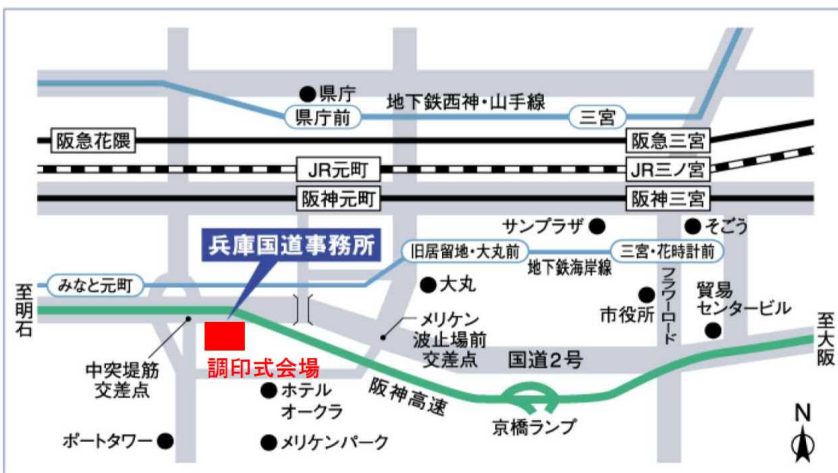 県庁
地下鉄西神・山手線
県庁前
三宮
阪急花隈
阪急三宮
JR元町
JR三ノ宮
阪神元町
阪神三宮
サンプラザ
そごう
兵庫国道事務所
旧居留地・大丸前
三宮・花時計前
地下鉄海岸線
みなと元町
大丸
フラワーロード
貿易
センタービル
市役所
至明石
至大阪
メリケン
波止場前
交差点
中突堤筋
交差点
調印式会場
国道2号
阪神高速
ホテル
オークラ
京橋ランプ
ポートタワー
メリケンパーク
N